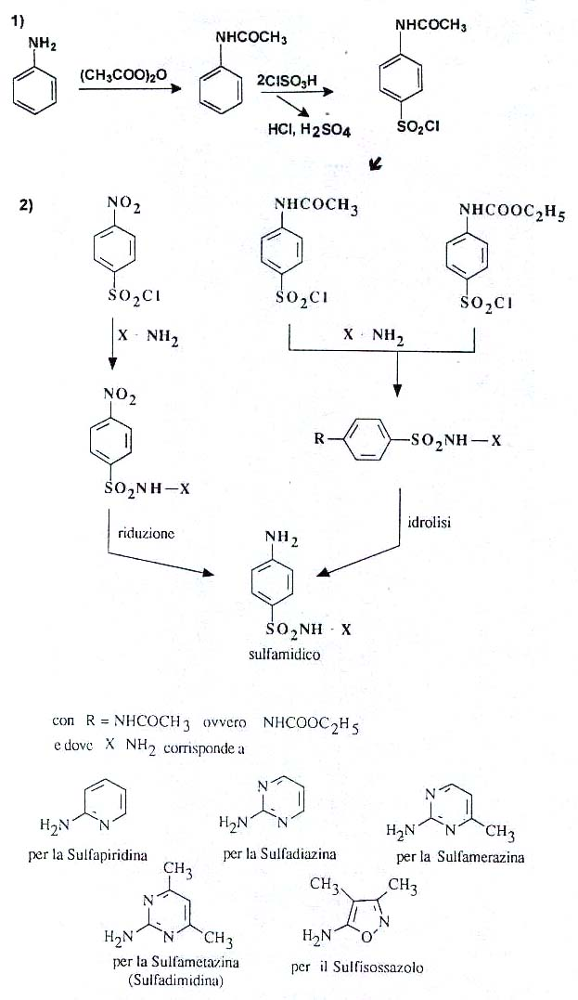 1)
NH2
(CH3COO)2O
NHCOCH3
2ClSO3H
HCl, H2SO4
NHCOCH3
SO2Cl
2)
NO2
SO2Cl
NHCOCH3
SO2Cl
NHCOOC2H5
SO2Cl
X · NH2
X · NH2
NO2
SO2NH—X
R
SO2NH—X
riduzione
idrolisi
NH2
SO2NH · X
sulfamidico
con R = NHCOCH3 ovvero NHCOOC2H5
e dove X NH2 corrisponde a
H2N
N
per la Sulfapiridina
N
H2N
N
per la Sulfadiazina
N
H2N
N
CH3
per la Sulfamerazina
CH3
N
H2N
N
CH3
per la Sulfametazina
(Sulfadimidina)
CH3
CH3
H2N
O
N
per il Sulfisossazolo